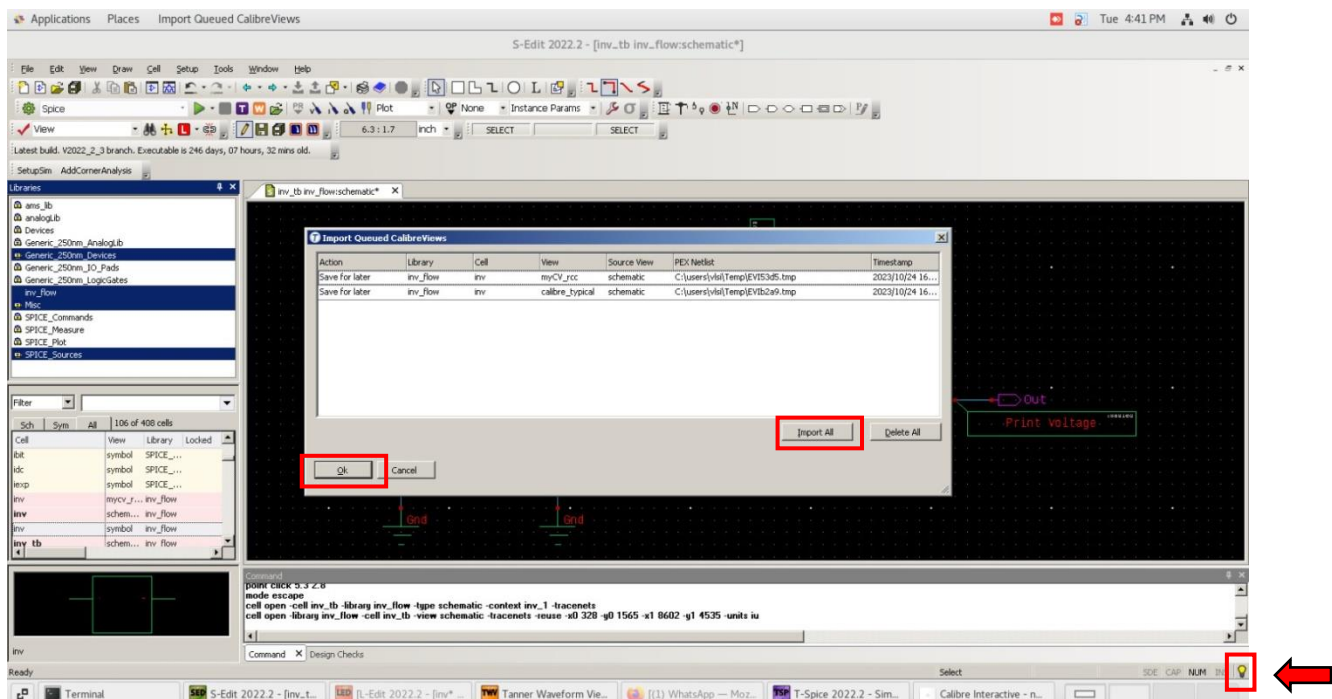 Applications Places Import Queued CalibreViews Tue 4:41 PM
S-Edit 2022.2 - [inv_tb inv_flow:schematic*]
File Edit View Draw Cell Setup Tools Window Help
Spice Plot None Instance Params
View 6.3 : 1.7 inch SELECT SELECT
Latest build. V2022_2_3 branch. Executable is 246 days, 07 hours, 32 mins old.
SetupSim AddCornerAnalysis
Libraries
inv_tb inv_flow:schematic*
ams_lib
analogLib
Devices
Generic_250nm_AnalogLib
Generic_250nm_Devices
Generic_250nm_IO_Pads
Generic_250nm_LogicGates
inv_flow
Misc
SPICE_Commands
SPICE_Measure
SPICE_Plot
SPICE_Sources
Import Queued CalibreViews
Action Library Cell View Source View PEX Netlist Timestamp
Save for later inv_flow inv myCV_rcc schematic C:\users\vlsi\Temp\EVI53d5.tmp 2023/10/24 16...
Save for later inv_flow inv calibre_typical schematic C:\users\vlsi\Temp\EVIb2a9.tmp 2023/10/24 16...
Import All Delete All
Ok Cancel
Out
Print Voltage
Gnd Gnd
Filter
Sch Sym All 106 of 408 cells
Cell View Library Locked
ibit symbol SPICE_...
idc symbol SPICE_...
iexp symbol SPICE_...
inv mycv_r... inv_flow
inv schem... inv_flow
inv symbol inv_flow
inv_tb schem... inv_flow
inv
Command
point click 5.3 2.8
mode escape
cell open -cell inv_tb -library inv_flow -type schematic -context inv_1 -tracenets
cell open -library inv_flow -cell inv_tb -view schematic -tracenets -reuse -x0 328 -y0 1565 -x1 8602 -y1 4535 -units iu
Command Design Checks
Ready Select SDE CAP NUM
Terminal S-Edit 2022.2 - [inv_t... [L-Edit 2022.2 - [inv* ... Tanner Waveform Vie... [(1) WhatsApp — Moz... T-Spice 2022.2 - Sim... Calibre Interactive - n...